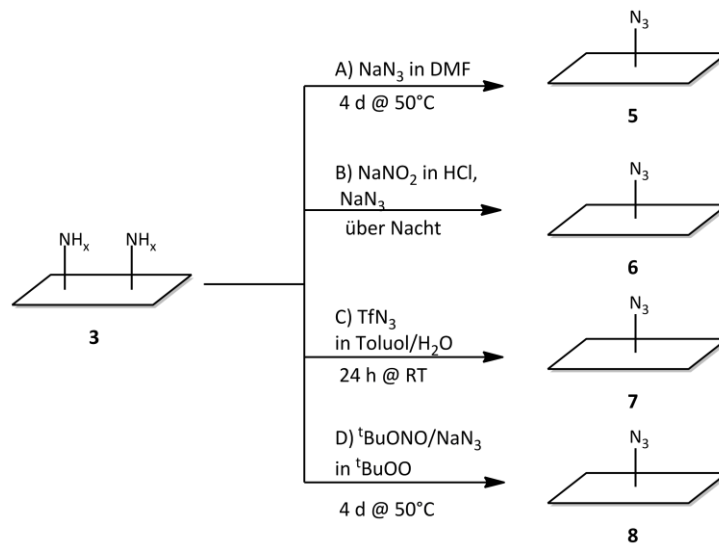 A) NaN₃ in DMF
4 d @ 50°C
N₃
5
B) NaNO₂ in HCl,
NaN₃
über Nacht
N₃
6
NHₓ NHₓ
3
C) TfN₃
in Toluol/H₂O
24 h @ RT
N₃
7
D) ᵗBuONO/NaN₃
in ᵗBuOO
4 d @ 50°C
N₃
8